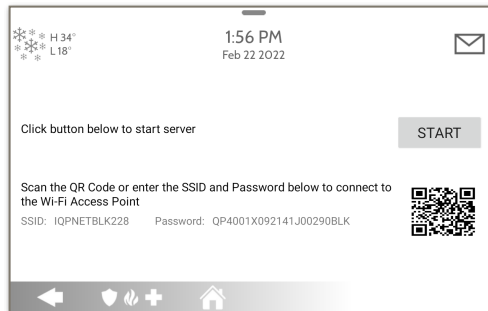 H 34°
L 18°
1:56 PM
Feb 22 2022
Click button below to start server
START
Scan the QR Code or enter the SSID and Password below to connect to
the Wi-Fi Access Point
SSID: IQPNETBLK228 Password: QP4001X092141J00290BLK